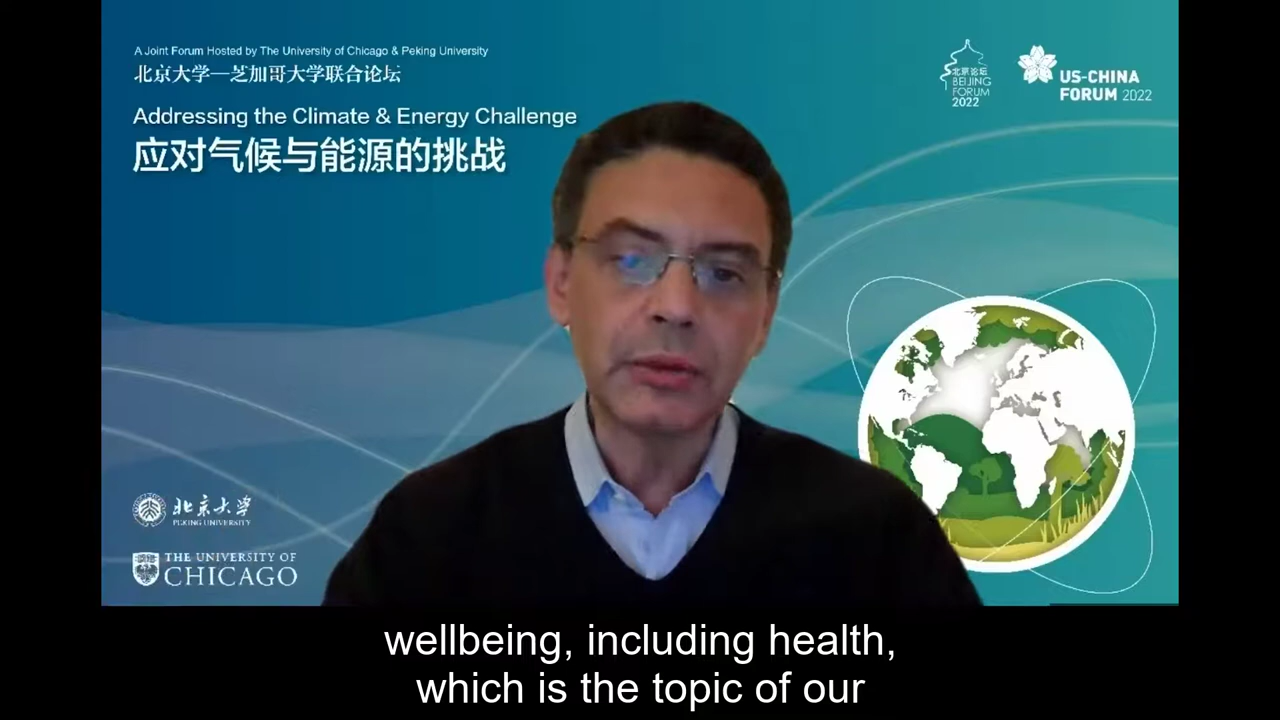 A Joint Forum Hosted by The University of Chicago & Peking University
北京大学—芝加哥大学联合论坛
Addressing the Climate & Energy Challenge
应对气候与能源的挑战
北京论坛
BEIJING
FORUM
2022
US-CHINA
FORUM 2022
北京大学
PEKING UNIVERSITY
THE UNIVERSITY OF
CHICAGO
wellbeing, including health,
which is the topic of our